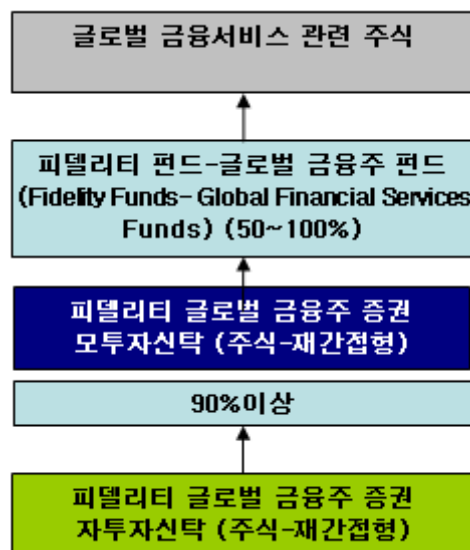 글로벌 금융서비스 관련 주식
피델리티 펀드-글로벌 금융주 펀드
(Fidelity Funds- Global Financial Services
Funds) (50~100%)
피델리티 글로벌 금융주 증권
모투자신탁 (주식-재간접형)
90%이상
피델리티 글로벌 금융주 증권
자투자신탁 (주식-재간접형)